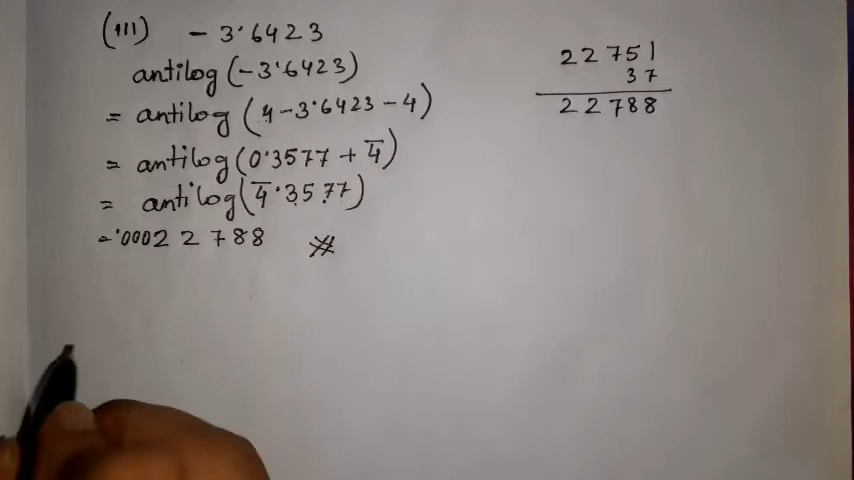 (iii) - 3.6423
antilog (-3.6423)
= antilog (4-3.6423-4)
= antilog (0.3577 + 4̅)
= antilog (4̅.3577)
= .00022788
22751
37
22788